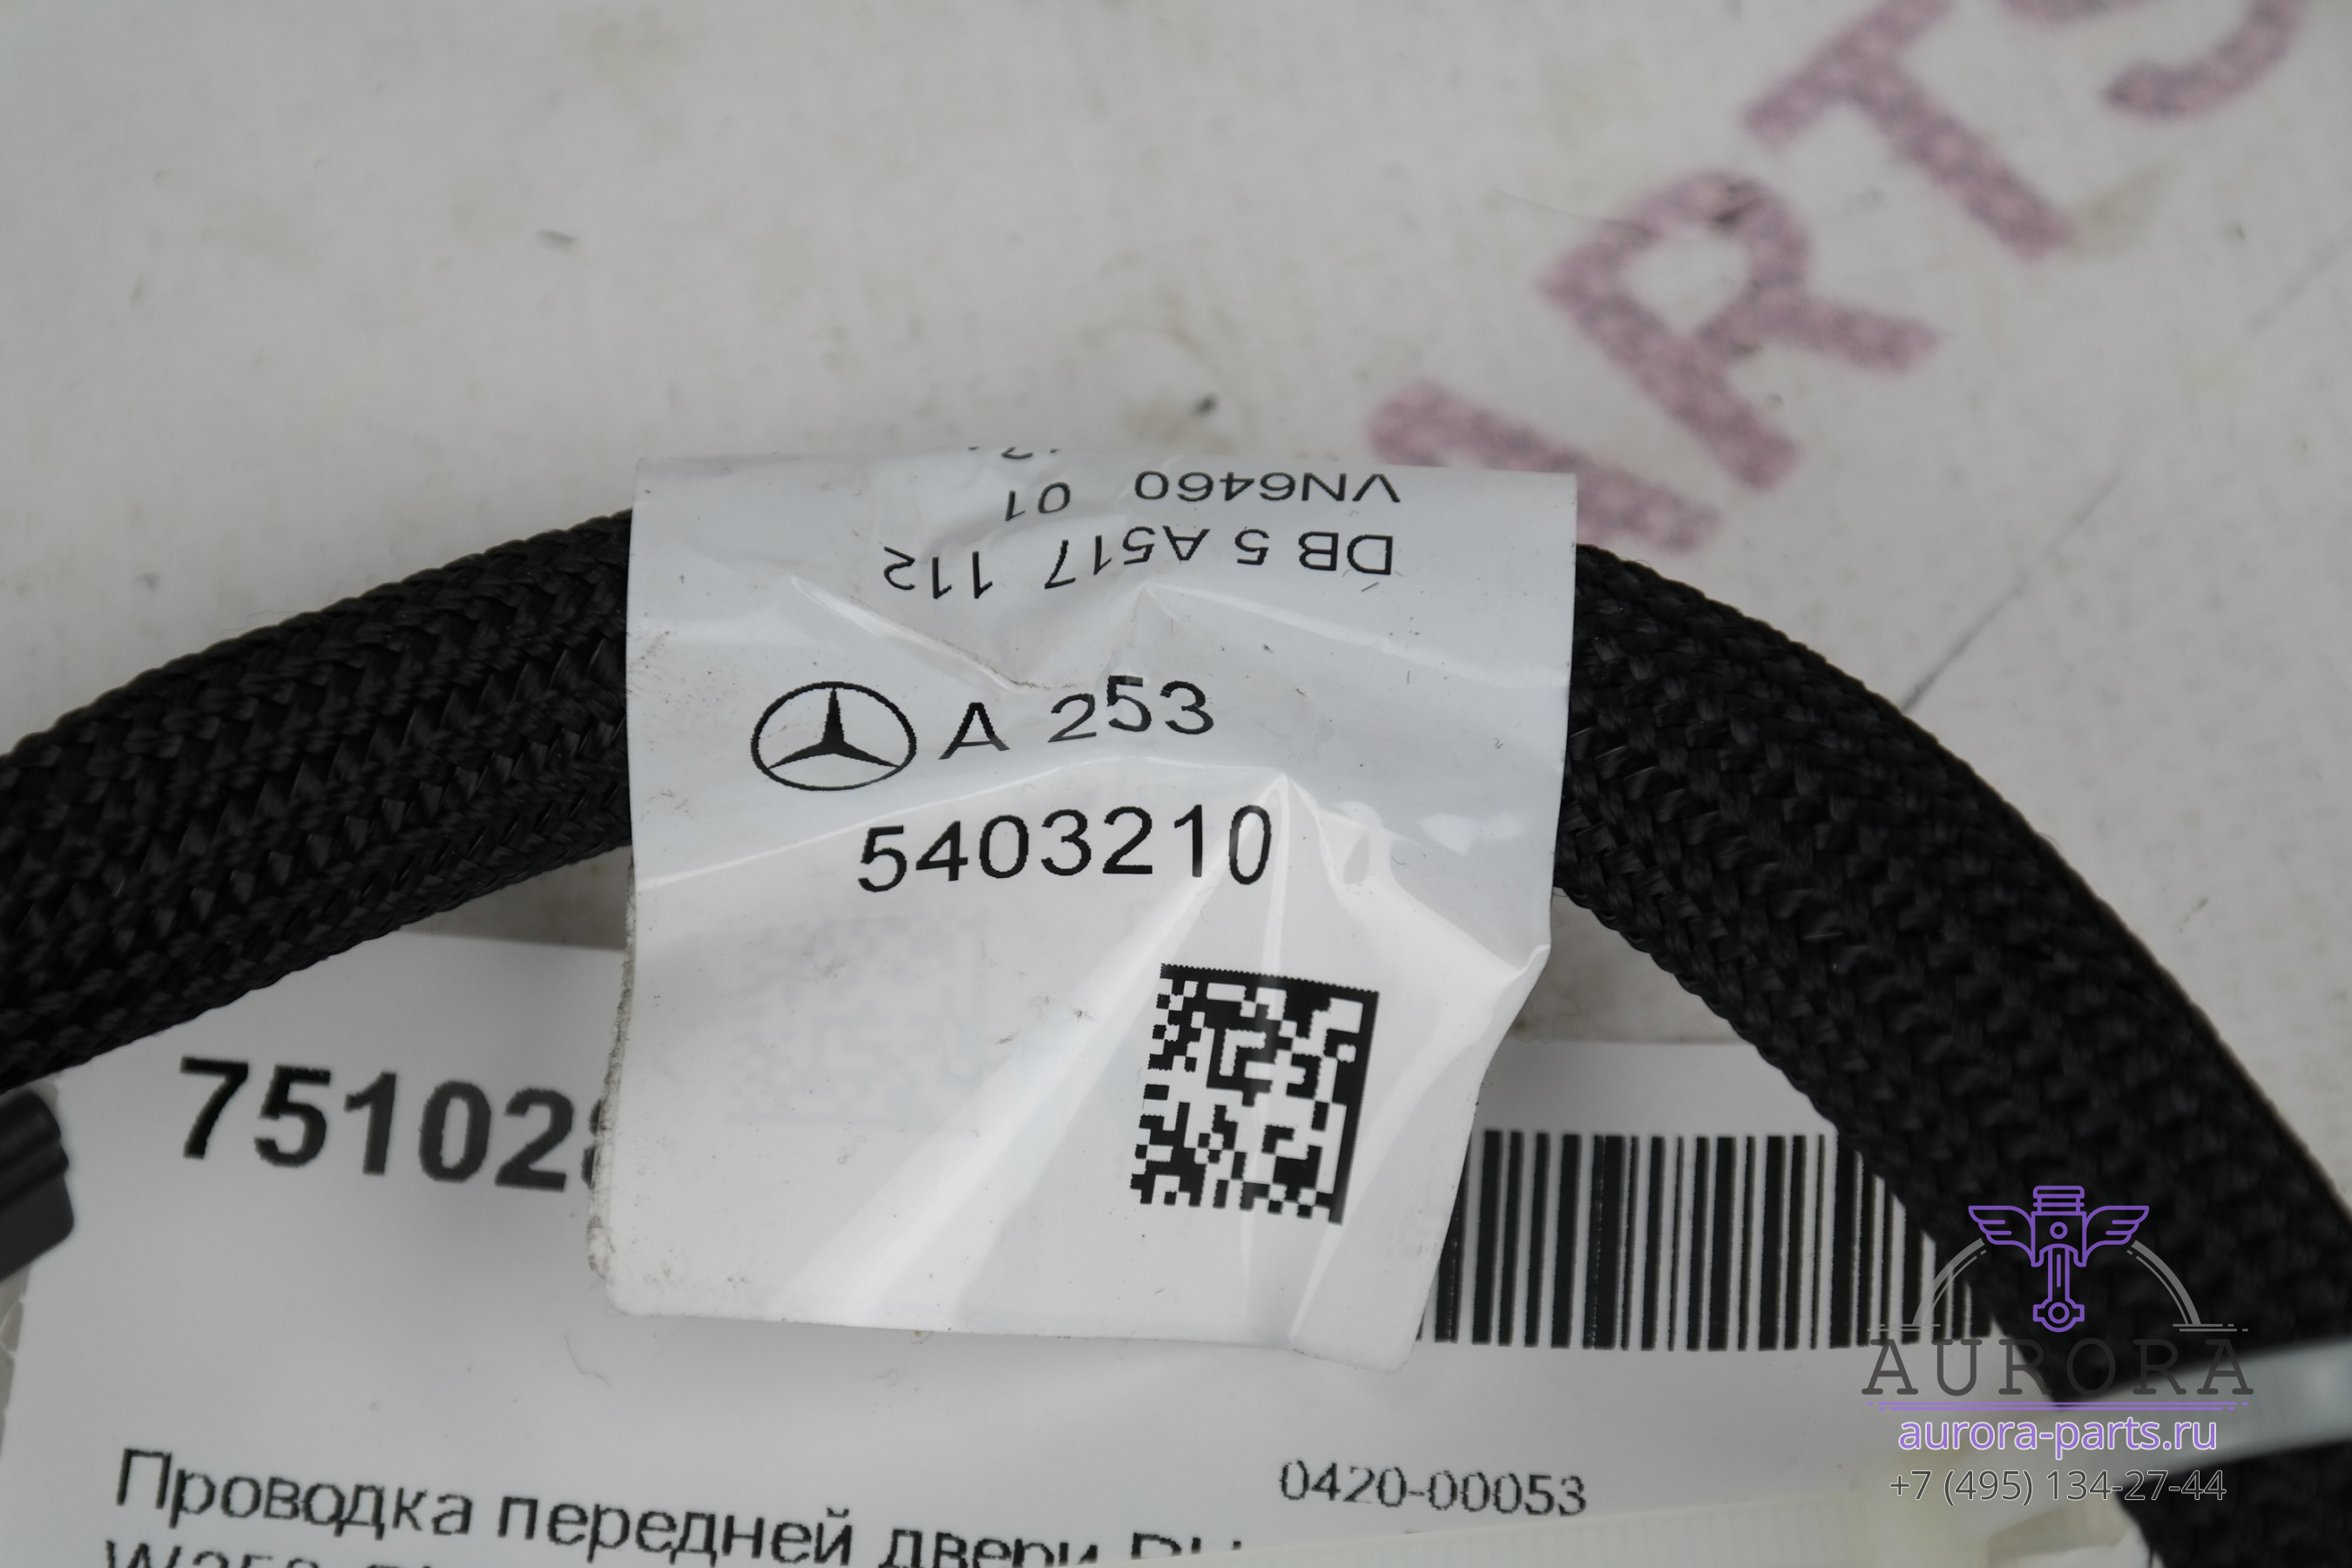 VN6460 01
DB 5 A517 112
A 253
5403210
75102
Проводка передней двери
0420-00053
AURORA
aurora-parts.ru
+7 (495) 134-27-44